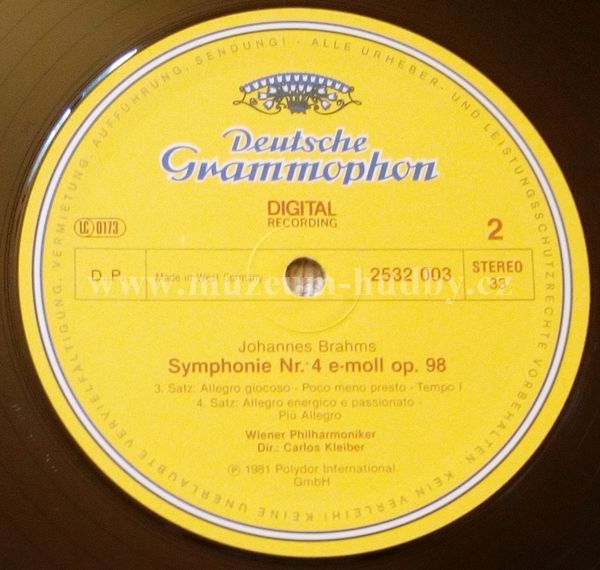 ALLE URHEBER- UND LEISTUNGSSCHUTZRECHTE VORBEHALTEN. KEIN VERLEIH! KEINE UNERLAUBTE VERVIELFÄLTIGUNG, VERMIETUNG, AUFFÜHRUNG, SENDUNG!
Deutsche
Grammophon
DIGITAL
RECORDING
LC 0173
2
D. P.
Made in West Germany
2532 003
STEREO
33
www.muzeum-hudby.cz
Johannes Brahms
Symphonie Nr. 4 e-moll op. 98
3. Satz: Allegro giocoso - Poco meno presto - Tempo I
4. Satz: Allegro energico e passionato -
Più Allegro
Wiener Philharmoniker
Dir.: Carlos Kleiber
Ⓟ 1981 Polydor International
GmbH